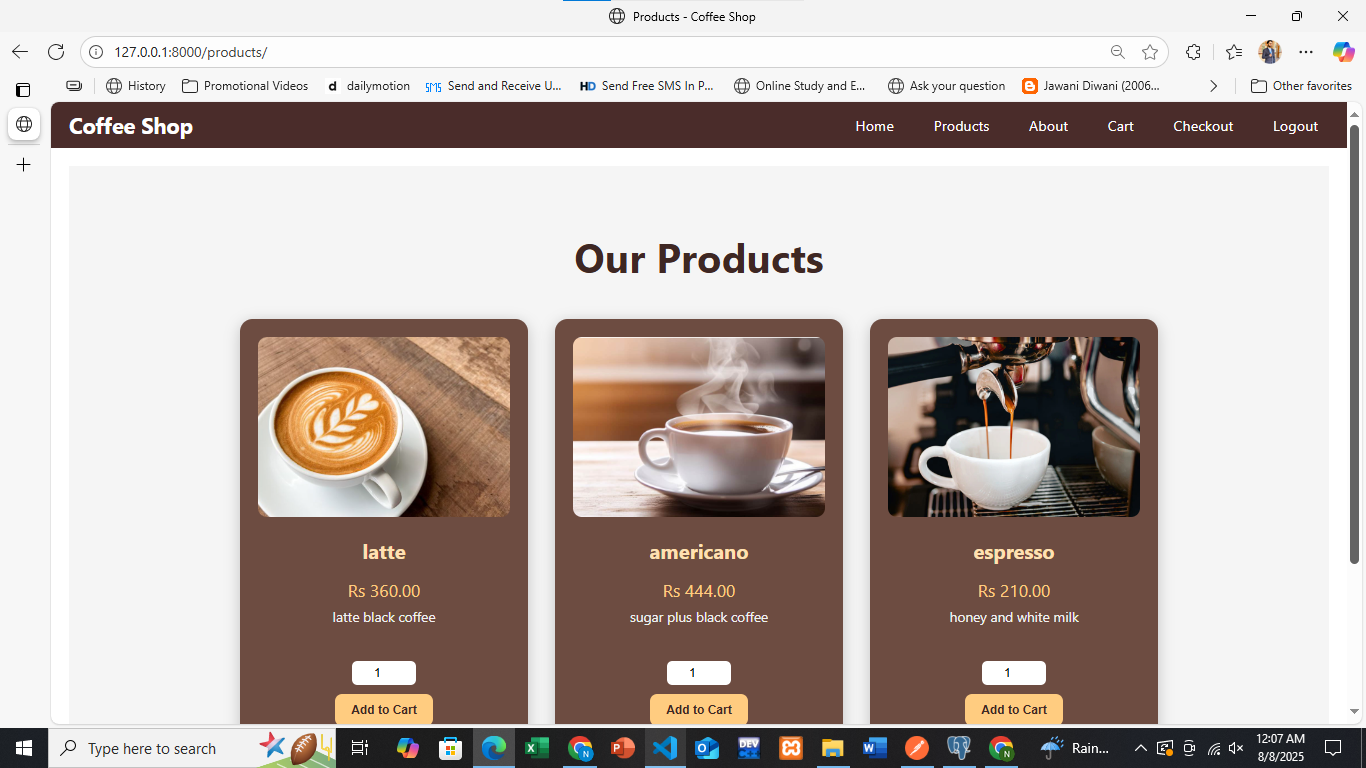 Products - Coffee Shop
127.0.0.1:8000/products/
History Promotional Videos d dailymotion SMS Send and Receive U... HD Send Free SMS In P... Online Study and E... Ask your question Jawani Diwani (2006... Other favorites
Coffee Shop Home Products About Cart Checkout Logout
Our Products
latte americano espresso
Rs 360.00 Rs 444.00 Rs 210.00
latte black coffee sugar plus black coffee honey and white milk
1 1 1
Add to Cart Add to Cart Add to Cart
Type here to search Rain... 12:07 AM
8/8/2025